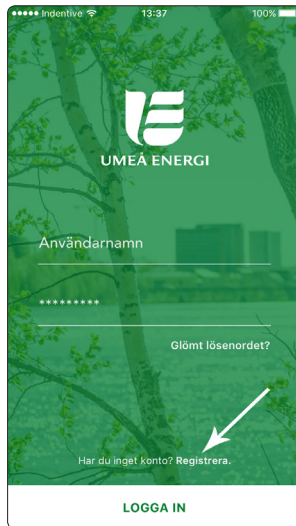 ●●●●● Indentive 13:37 100%
UMEÅ ENERGI
Användarnamn
*********
Glömt lösenordet?
Har du inget konto? Registrera.
LOGGA IN